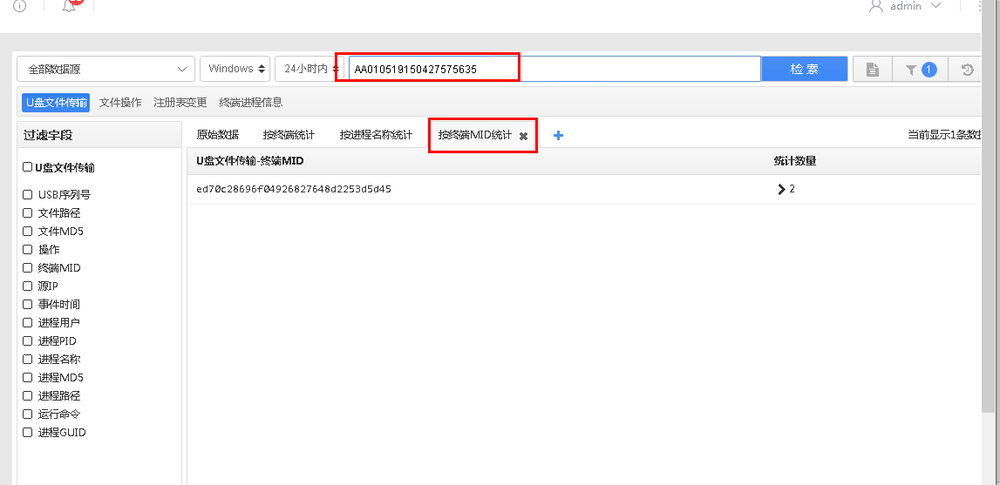 admin
全部数据源 Windows 24小时内 AA010519150427575635 检 索 1
U盘文件传输 文件操作 注册表变更 终端进程信息
过滤字段 原始数据 按终端统计 按进程名称统计 按终端MID统计 当前显示1条数据
U盘文件传输-终端MID 统计数量
U盘文件传输
ed70c28696f04926827648d2253d5d45 2
USB序列号
文件路径
文件MD5
操作
终端MID
源IP
事件时间
进程用户
进程PID
进程名称
进程MD5
进程路径
运行命令
进程GUID